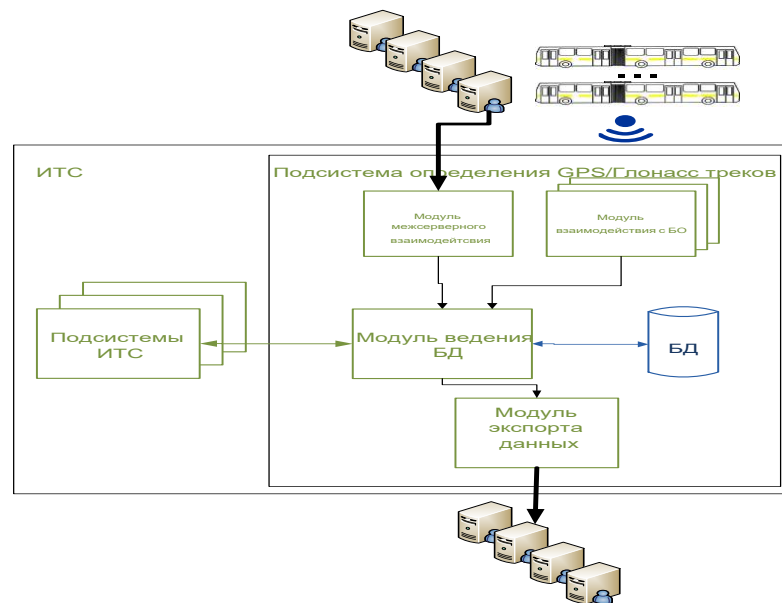 ИТС
Подсистема определения GPS/Глонасс треков
Модуль
межсерверного
взаимодейтсвия
Модуль
взаимодействия с БО
Подсистемы
ИТС
Модуль ведения
БД
БД
Модуль
экспорта
данных